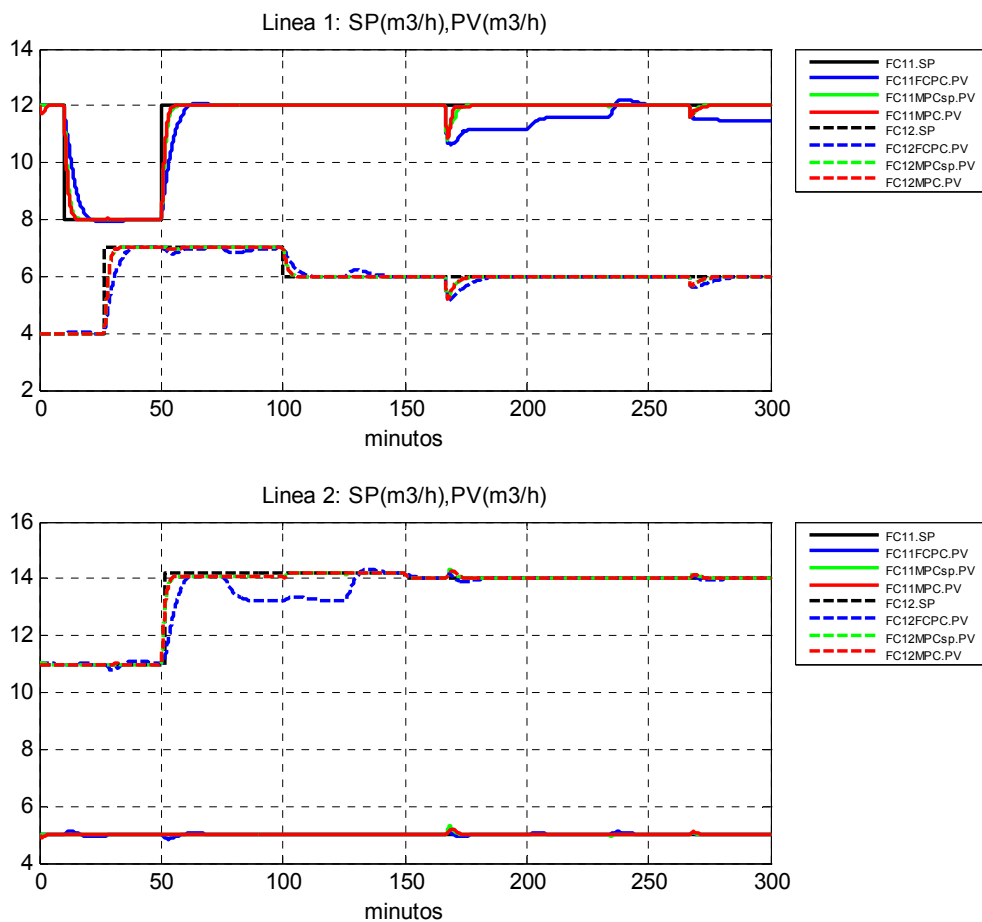 Linea 1: SP(m3/h),PV(m3/h)
14
12
10
8
6
4
2
0
50
100
150
200
250
300
minutos
FC11.SP
FC11FCPC.PV
FC11MPCsp.PV
FC11MPC.PV
FC12.SP
FC12FCPC.PV
FC12MPCsp.PV
FC12MPC.PV
Linea 2: SP(m3/h),PV(m3/h)
16
14
12
10
8
6
4
0
50
100
150
200
250
300
minutos
FC11.SP
FC11FCPC.PV
FC11MPCsp.PV
FC11MPC.PV
FC12.SP
FC12FCPC.PV
FC12MPCsp.PV
FC12MPC.PV